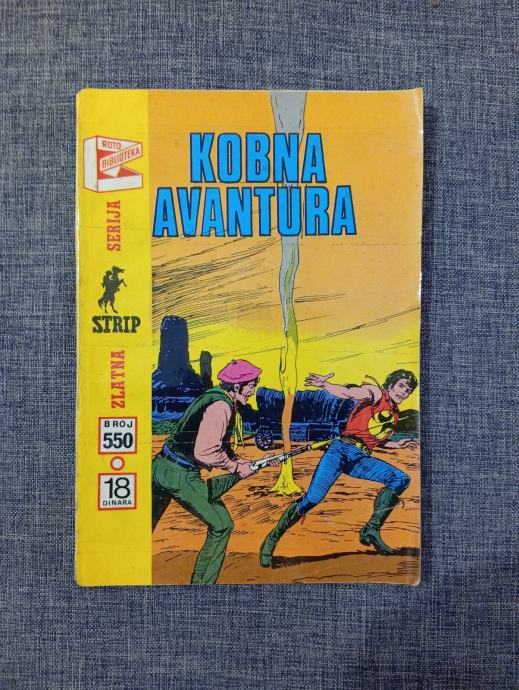 ROTO
BIBLIOTEKA
KOBNA
AVANTURA
ZLATNA SERIJA
STRIP
BROJ
550
18
DINARA